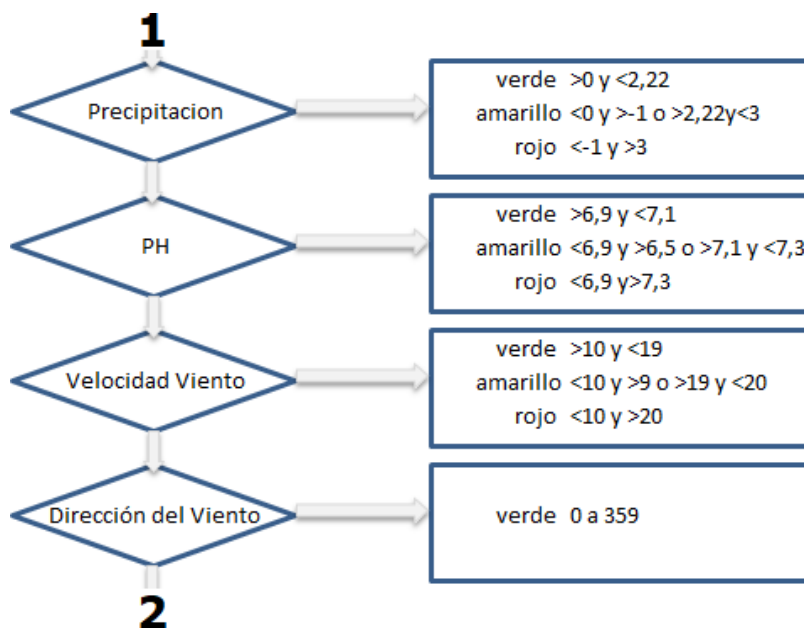 1
Precipitacion
verde >0 y <2,22
amarillo <0 y >-1 o >2,22y<3
rojo <-1 y >3
PH
verde >6,9 y <7,1
amarillo <6,9 y >6,5 o >7,1 y <7,3
rojo <6,9 y>7,3
Velocidad Viento
verde >10 y <19
amarillo <10 y >9 o >19 y <20
rojo <10 y >20
Dirección del Viento
verde 0 a 359
2